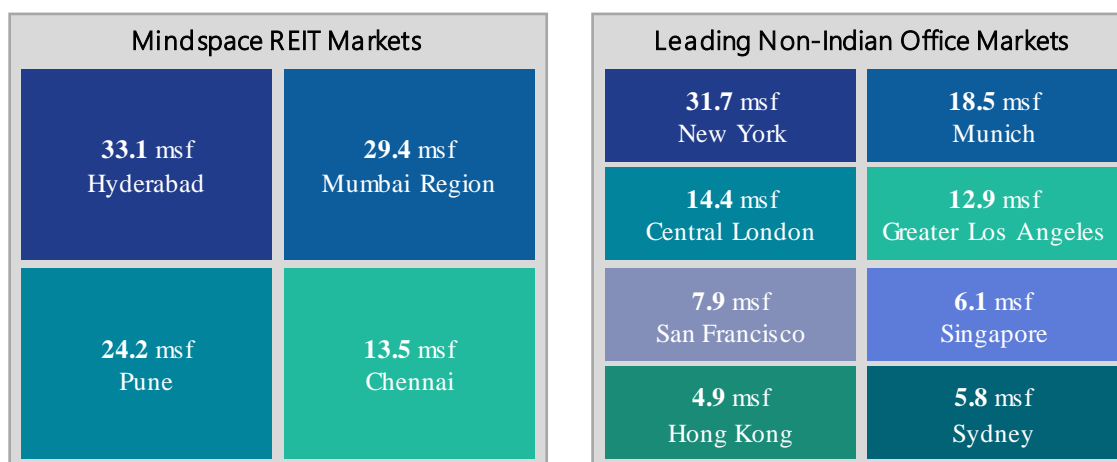 Mindspace REIT Markets
33.1 msf
Hyderabad
29.4 msf
Mumbai Region
24.2 msf
Pune
13.5 msf
Chennai
Leading Non-Indian Office Markets
31.7 msf
New York
18.5 msf
Munich
14.4 msf
Central London
12.9 msf
Greater Los Angeles
7.9 msf
San Francisco
6.1 msf
Singapore
4.9 msf
Hong Kong
5.8 msf
Sydney